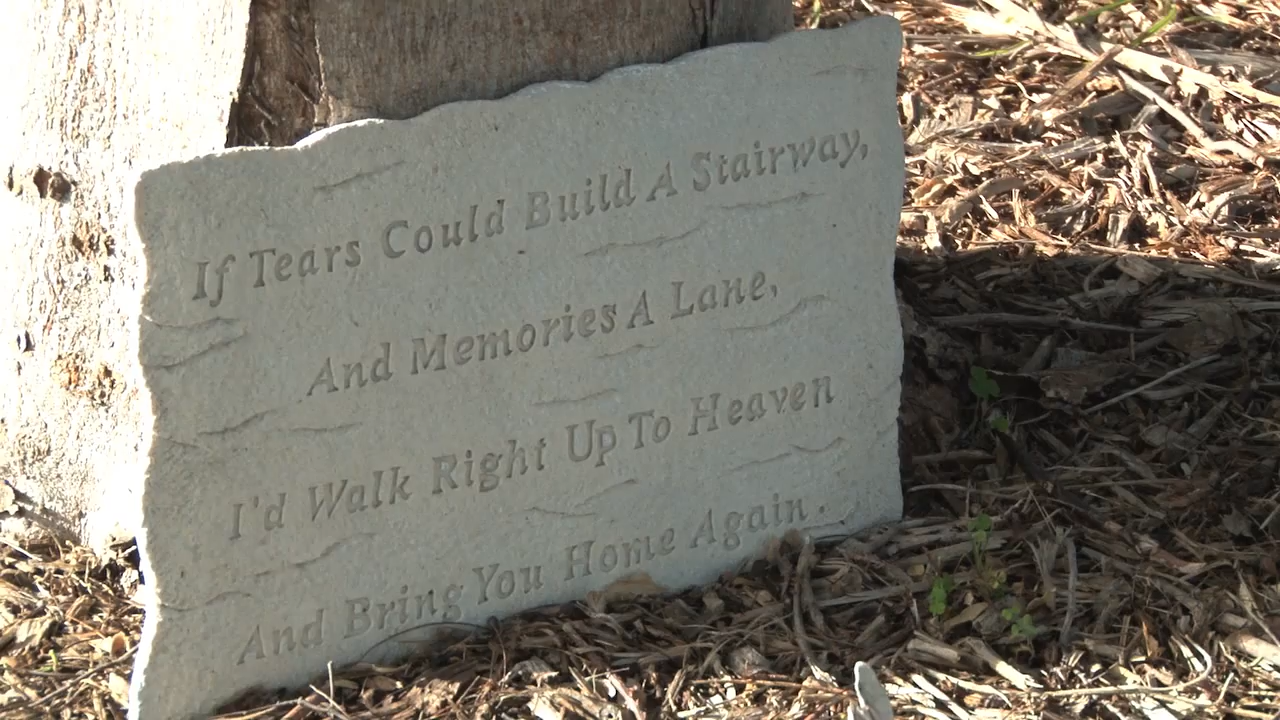 If Tears Could Build A Stairway,
And Memories A Lane,
I'd Walk Right Up To Heaven
And Bring You Home Again.